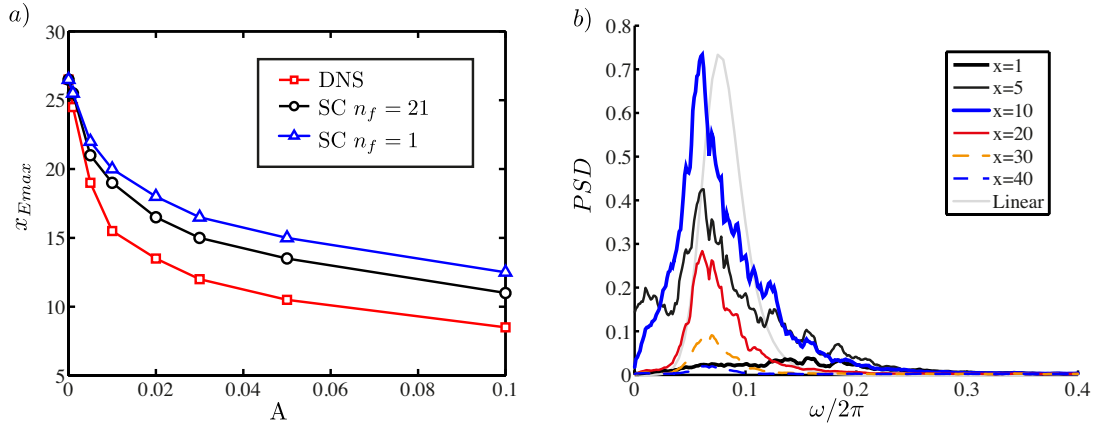 a)
30
25
20
15
10
5
0
0.02
0.04
0.06
0.08
0.1
A
x_{Emax}
DNS
SC n_f = 21
SC n_f = 1
b)
0.8
0.7
0.6
0.5
0.4
0.3
0.2
0.1
0
0
0.1
0.2
0.3
0.4
ω/2π
PSD
x=1
x=5
x=10
x=20
x=30
x=40
Linear